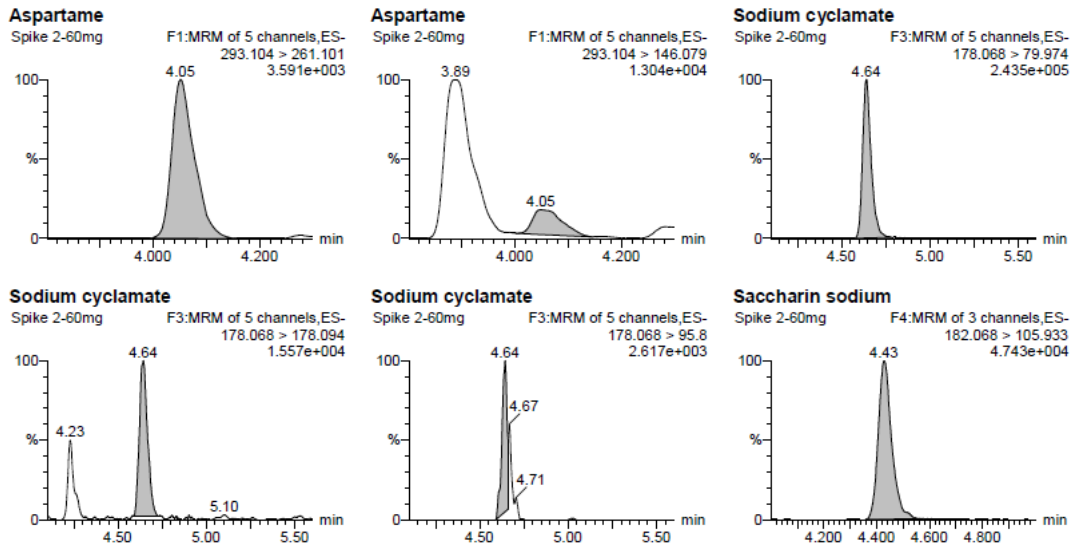 Aspartame
Spike 2-60mg
F1:MRM of 5 channels,ES-
293.104 > 261.101
3.591e+003
4.05
100
%
0
4.000
4.200
min
Aspartame
Spike 2-60mg
F1:MRM of 5 channels,ES-
293.104 > 146.079
1.304e+004
3.89
100
%
4.05
0
4.000
4.200
min
Sodium cyclamate
Spike 2-60mg
F3:MRM of 5 channels,ES-
178.068 > 79.974
2.435e+005
4.64
100
%
0
4.50
5.00
5.50
min
Sodium cyclamate
Spike 2-60mg
F3:MRM of 5 channels,ES-
178.068 > 178.094
1.557e+004
4.64
100
4.23
%
5.10
0
4.50
5.00
5.50
min
Sodium cyclamate
Spike 2-60mg
F3:MRM of 5 channels,ES-
178.068 > 95.8
2.617e+003
4.64
100
4.67
%
4.71
0
4.50
5.00
5.50
min
Saccharin sodium
Spike 2-60mg
F4:MRM of 3 channels,ES-
182.068 > 105.933
4.743e+004
4.43
100
%
0
4.200
4.400
4.600
4.800
min